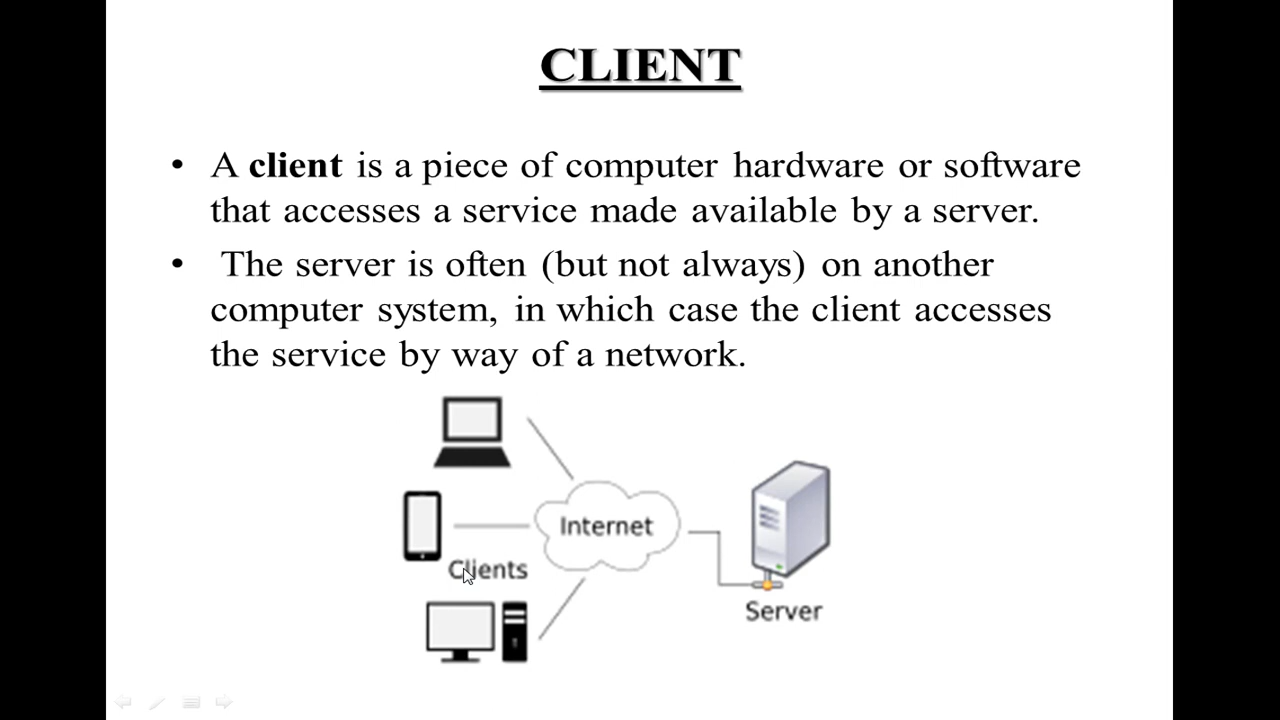 CLIENT
• A client is a piece of computer hardware or software
that accesses a service made available by a server.
• The server is often (but not always) on another
computer system, in which case the client accesses
the service by way of a network.
Internet
Clients
Server